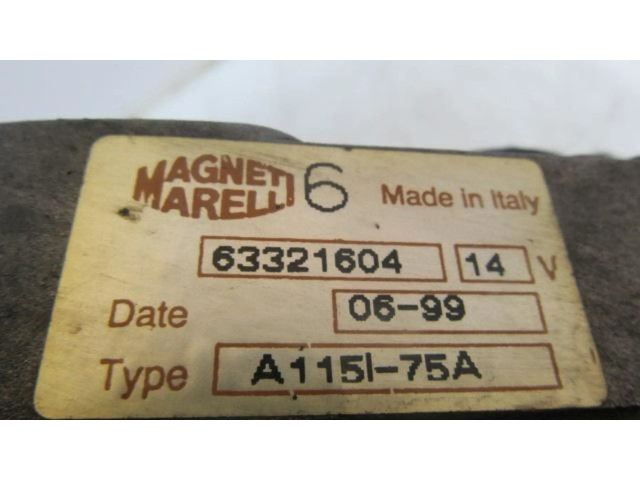 MAGNETI MARELLI 6 Made in Italy
63321604 14 V
Date 06-99
Type A115I-75A